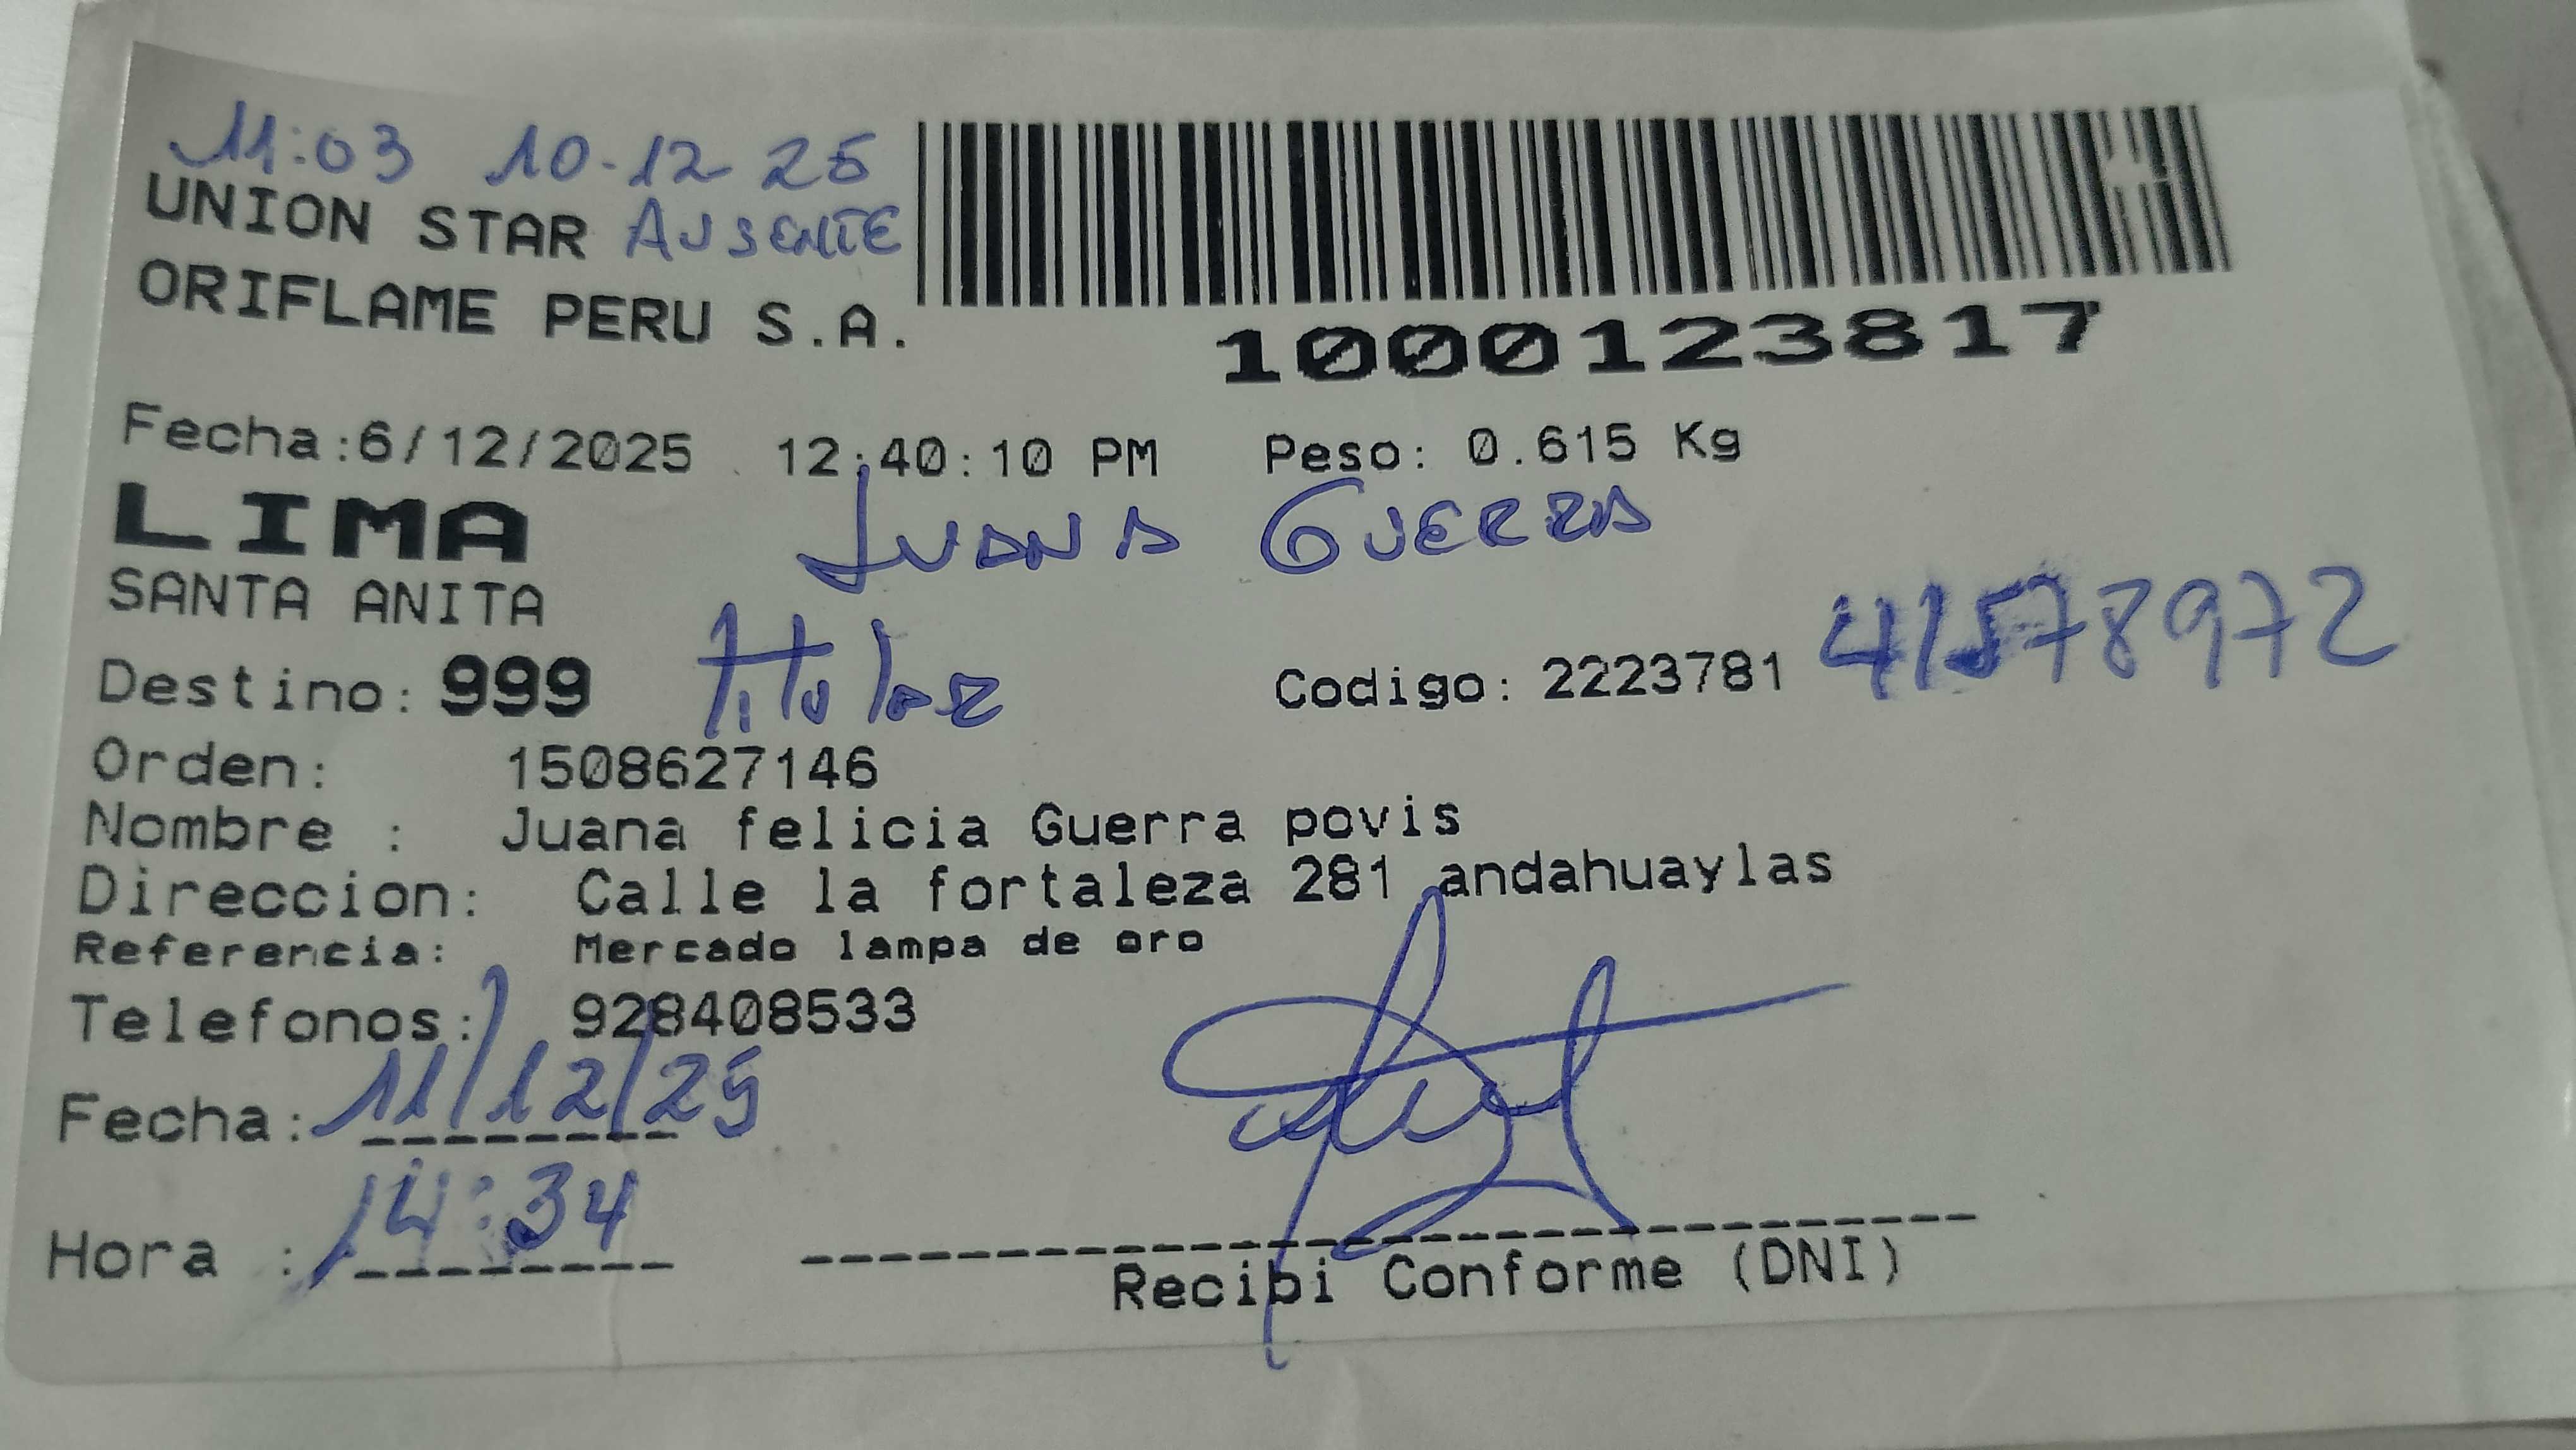 11:03 10-12 25
UNION STAR AUSENTE
ORIFLAME PERU S.A.
1000123817
Fecha:6/12/2025 12:40:10 PM Peso: 0.615 Kg
LIMA JUANA GUERRA
SANTA ANITA
Destino: 999 Titular Codigo: 2223781 41578972
Orden: 1508627146
Nombre : Juana felicia Guerra povis
Direccion: Calle la fortaleza 281 andahuaylas
Referencia: Mercado lampa de oro
Telefonos: 928408533
Fecha: 11/12/25
Hora : 14:34
Recibi Conforme (DNI)